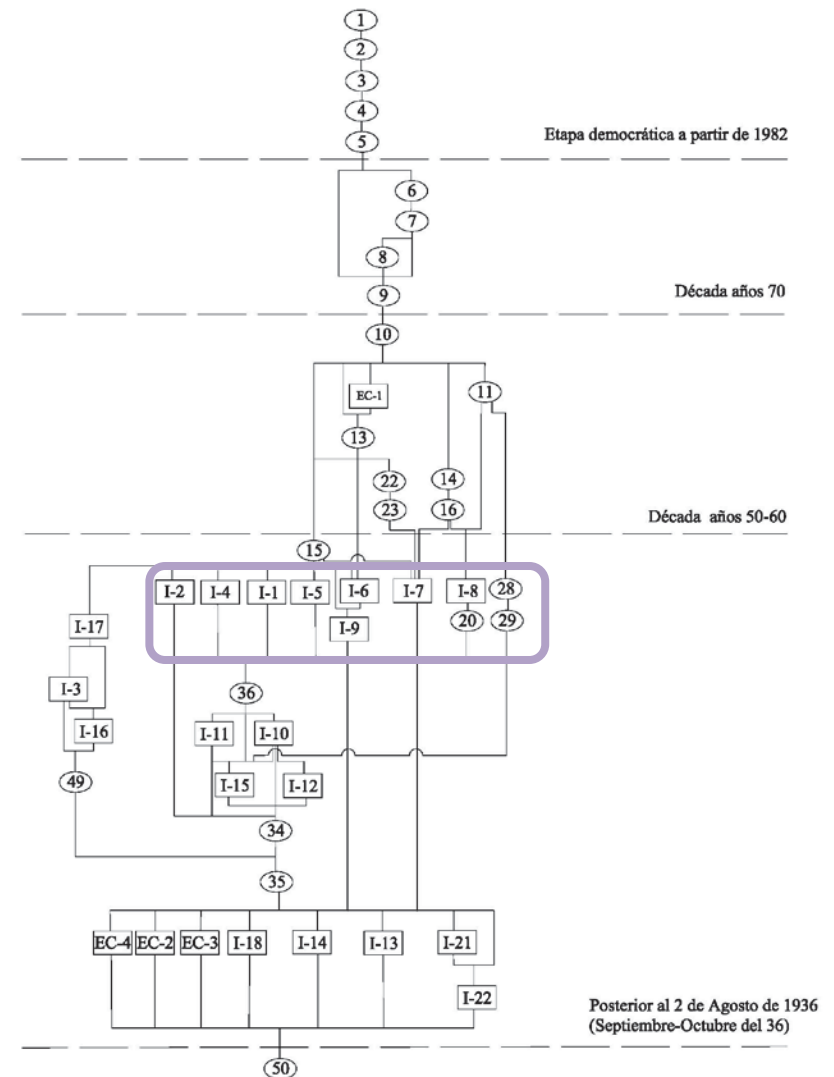 1
2
3
4
5
Etapa democrática a partir de 1982
6
7
8
9
Década años 70
10
EC-1
11
13
22
14
23
16
Década años 50-60
15
I-2
I-4
I-1
I-5
I-6
I-7
I-8
28
I-17
I-9
20
29
I-3
36
I-16
I-11
I-10
49
I-15
I-12
34
35
EC-4
EC-2
EC-3
I-18
I-14
I-13
I-21
I-22
Posterior al 2 de Agosto de 1936
(Septiembre-Octubre del 36)
50